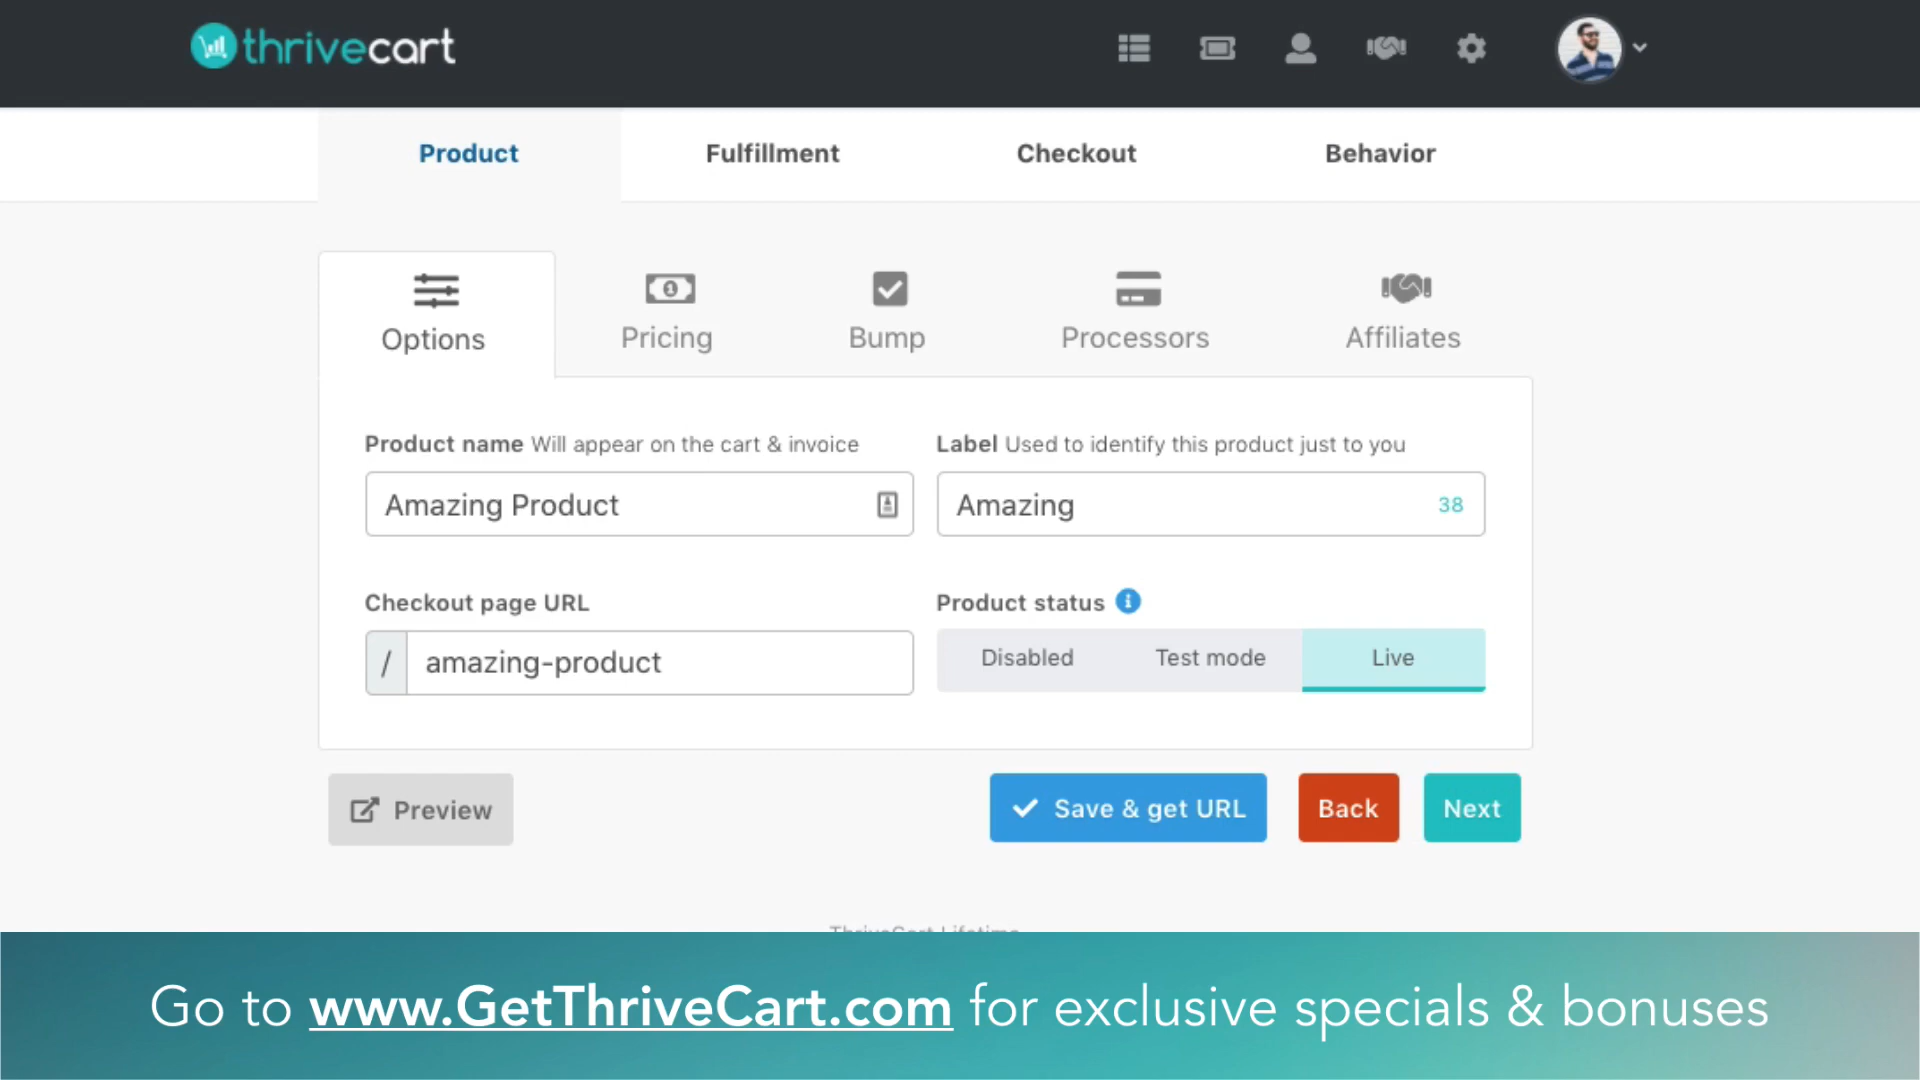 thrivecart
Product Fulfillment Checkout Behavior
Options Pricing Bump Processors Affiliates
Product name Will appear on the cart & invoice
Label Used to identify this product just to you
Amazing Product
Amazing 38
Checkout page URL
Product status
/ amazing-product
Disabled Test mode Live
Preview
Save & get URL Back Next
ThriveCart Lifetime
Go to www.GetThriveCart.com for exclusive specials & bonuses